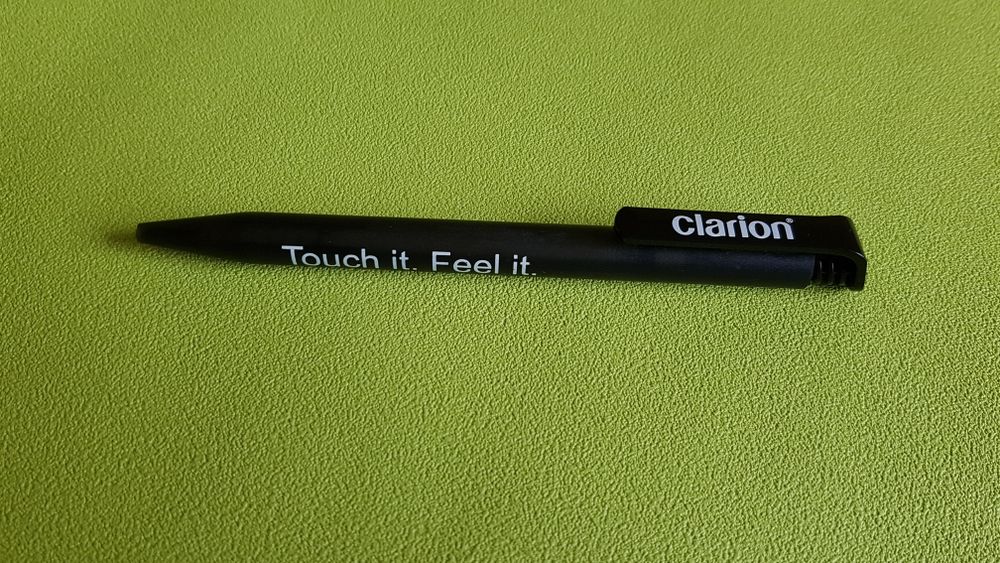 clarion®
Touch it. Feel it.